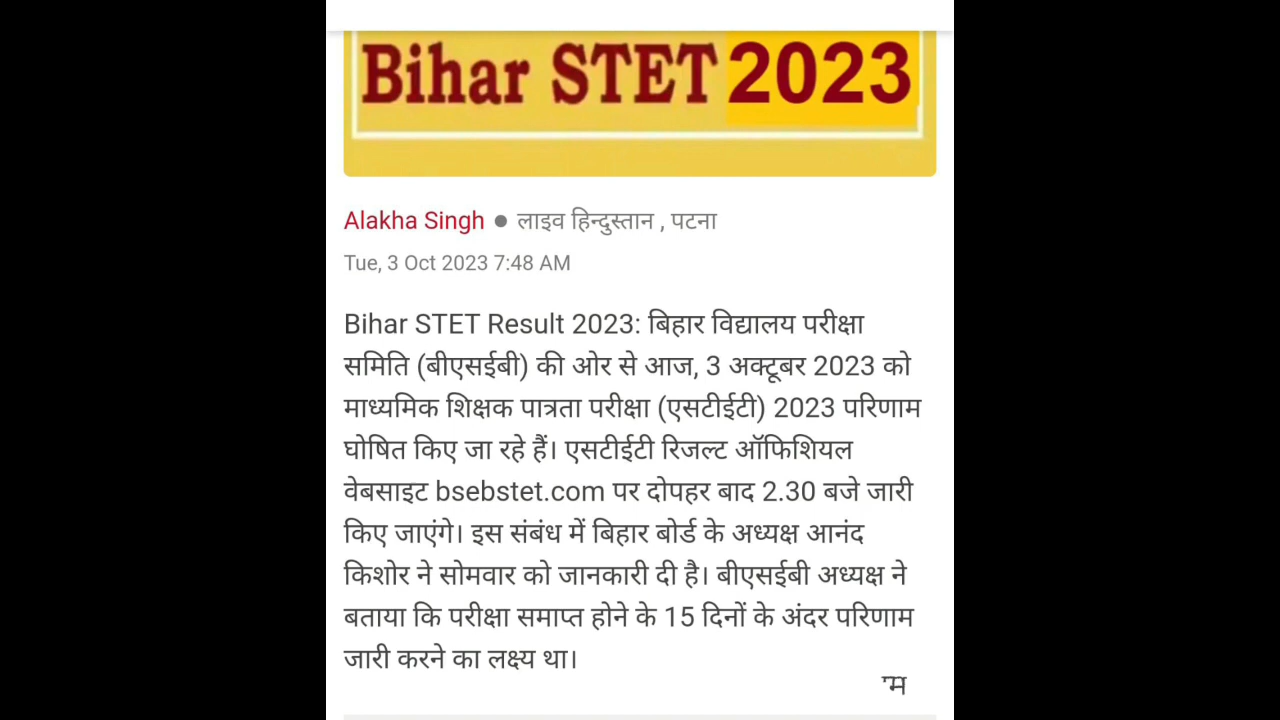 Bihar STET 2023
Alakha Singh ● लाइव हिन्दुस्तान , पटना
Tue, 3 Oct 2023 7:48 AM
Bihar STET Result 2023: बिहार विद्यालय परीक्षा
समिति (बीएसईबी) की ओर से आज, 3 अक्टूबर 2023 को
माध्यमिक शिक्षक पात्रता परीक्षा (एसटीईटी) 2023 परिणाम
घोषित किए जा रहे हैं। एसटीईटी रिजल्ट ऑफिशियल
वेबसाइट bsebstet.com पर दोपहर बाद 2.30 बजे जारी
किए जाएंगे। इस संबंध में बिहार बोर्ड के अध्यक्ष आनंद
किशोर ने सोमवार को जानकारी दी है। बीएसईबी अध्यक्ष ने
बताया कि परीक्षा समाप्त होने के 15 दिनों के अंदर परिणाम
जारी करने का लक्ष्य था।